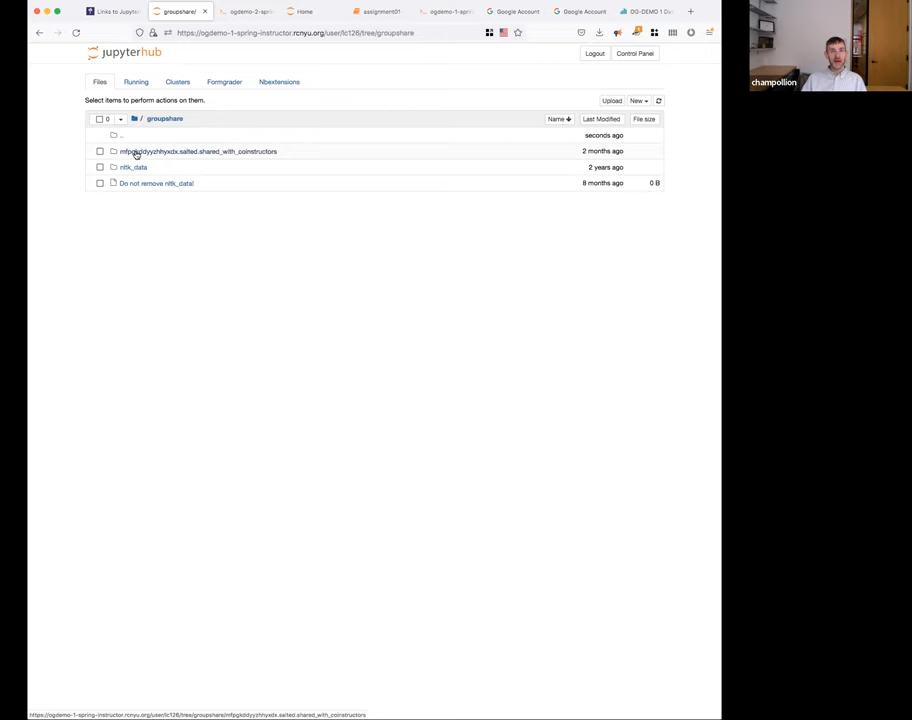 Links to Jupyter
groupshare/
ogdemo-2-sprin
Home
assignment01
ogdemo-1-sprin
Google Account
Google Account
OG-DEMO 1 Da
https://ogdemo-1-spring-instructor.rcnyu.org/user/lc126/tree/groupshare
jupyterhub
Logout
Control Panel
Files
Running
Clusters
Formgrader
Nbextensions
Select items to perform actions on them.
Upload
New
0
/ groupshare
Name
Last Modified
File size
..
seconds ago
mfpgkddyyzhhyxdx.salted.shared_with_coinstructors
2 months ago
nltk_data
2 years ago
Do not remove nltk_data!
8 months ago
0 B
champollion
https://ogdemo-1-spring-instructor.rcnyu.org/user/lc126/tree/groupshare/mfpgkddyyzhhyxdx.salted.shared_with_coinstructors